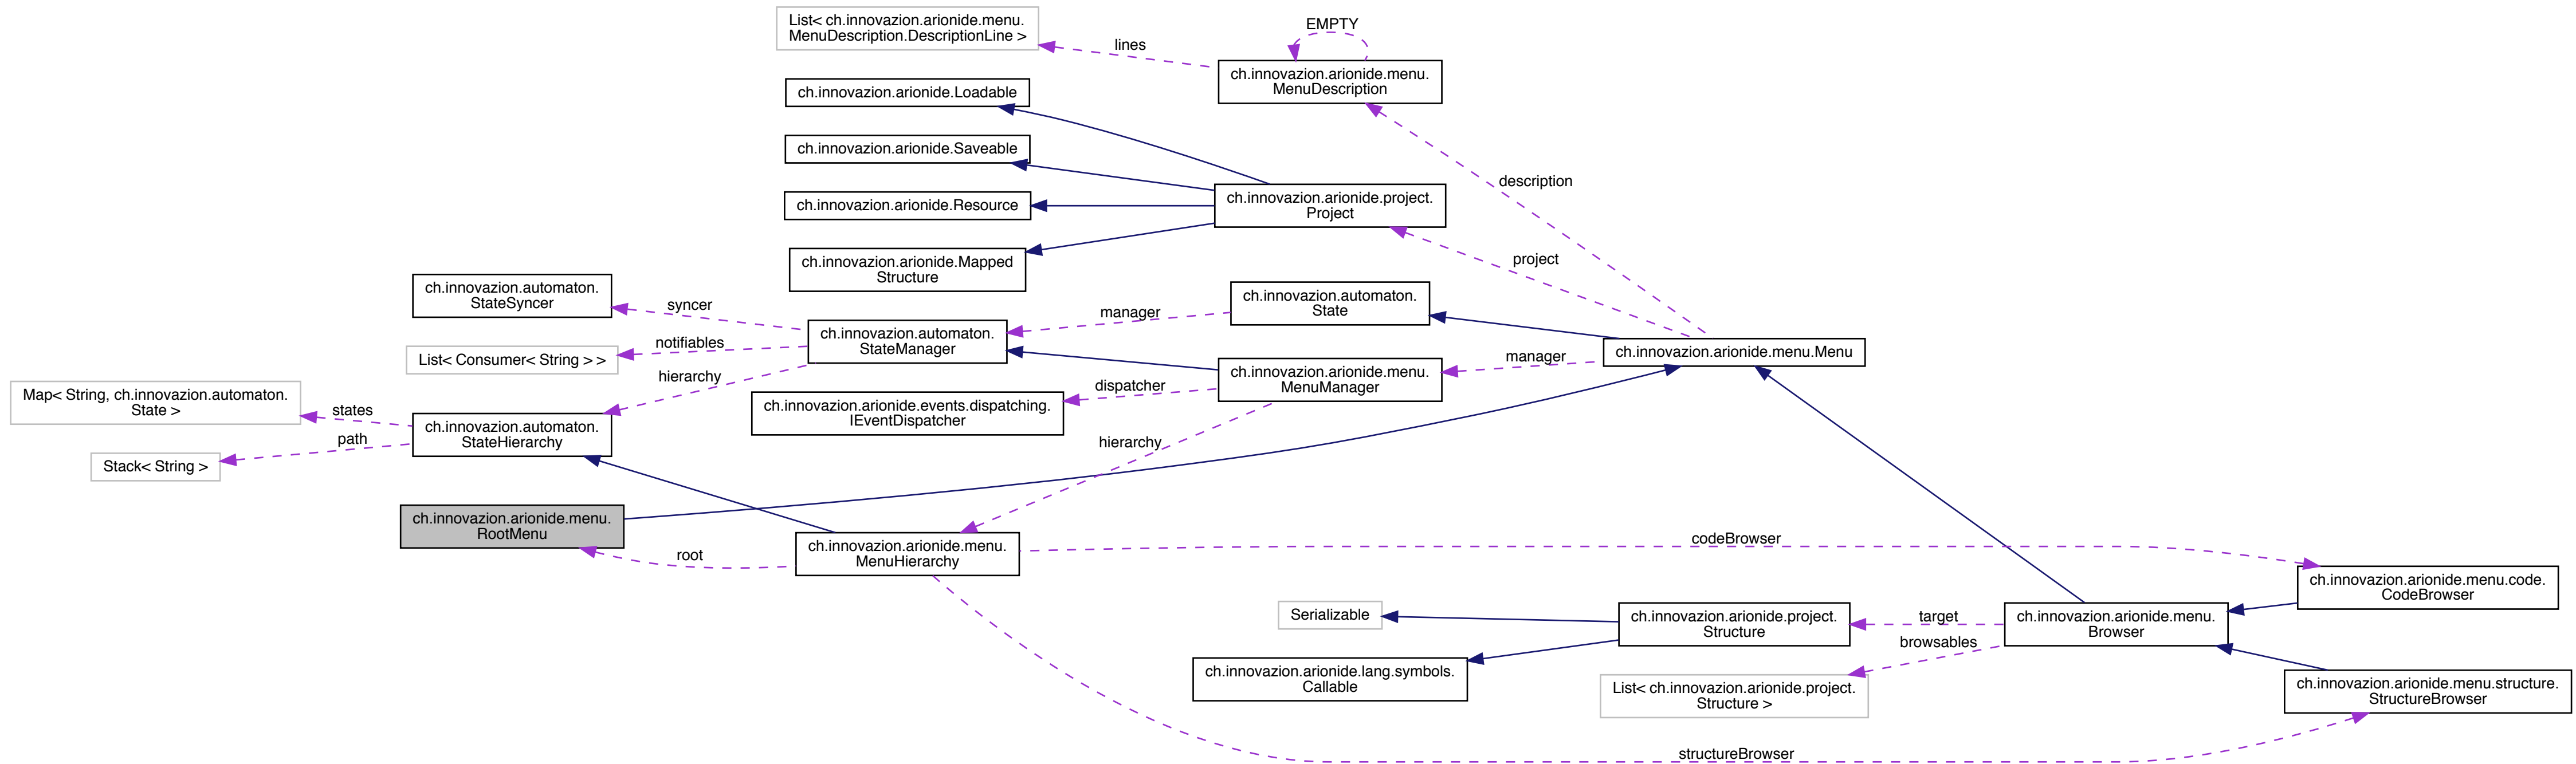 List< ch.innovazion.arionide.menu.
MenuDescription.DescriptionLine >
lines
EMPTY
ch.innovazion.arionide.menu.
MenuDescription
ch.innovazion.arionide.Loadable
ch.innovazion.arionide.Saveable
ch.innovazion.arionide.Resource
ch.innovazion.arionide.Mapped
Structure
ch.innovazion.arionide.project.
Project
description
project
ch.innovazion.automaton.
StateSyncer
syncer
List< Consumer< String > >
notifiables
hierarchy
ch.innovazion.automaton.
StateManager
manager
ch.innovazion.automaton.
State
ch.innovazion.arionide.menu.Menu
manager
ch.innovazion.arionide.menu.
MenuManager
dispatcher
ch.innovazion.arionide.events.dispatching.
IEventDispatcher
hierarchy
Map< String, ch.innovazion.automaton.
State >
states
path
Stack< String >
ch.innovazion.automaton.
StateHierarchy
ch.innovazion.arionide.menu.
RootMenu
root
ch.innovazion.arionide.menu.
MenuHierarchy
codeBrowser
ch.innovazion.arionide.menu.code.
CodeBrowser
Serializable
ch.innovazion.arionide.project.
Structure
target
browsables
ch.innovazion.arionide.menu.
Browser
ch.innovazion.arionide.lang.symbols.
Callable
List< ch.innovazion.arionide.project.
Structure >
ch.innovazion.arionide.menu.structure.
StructureBrowser
structureBrowser